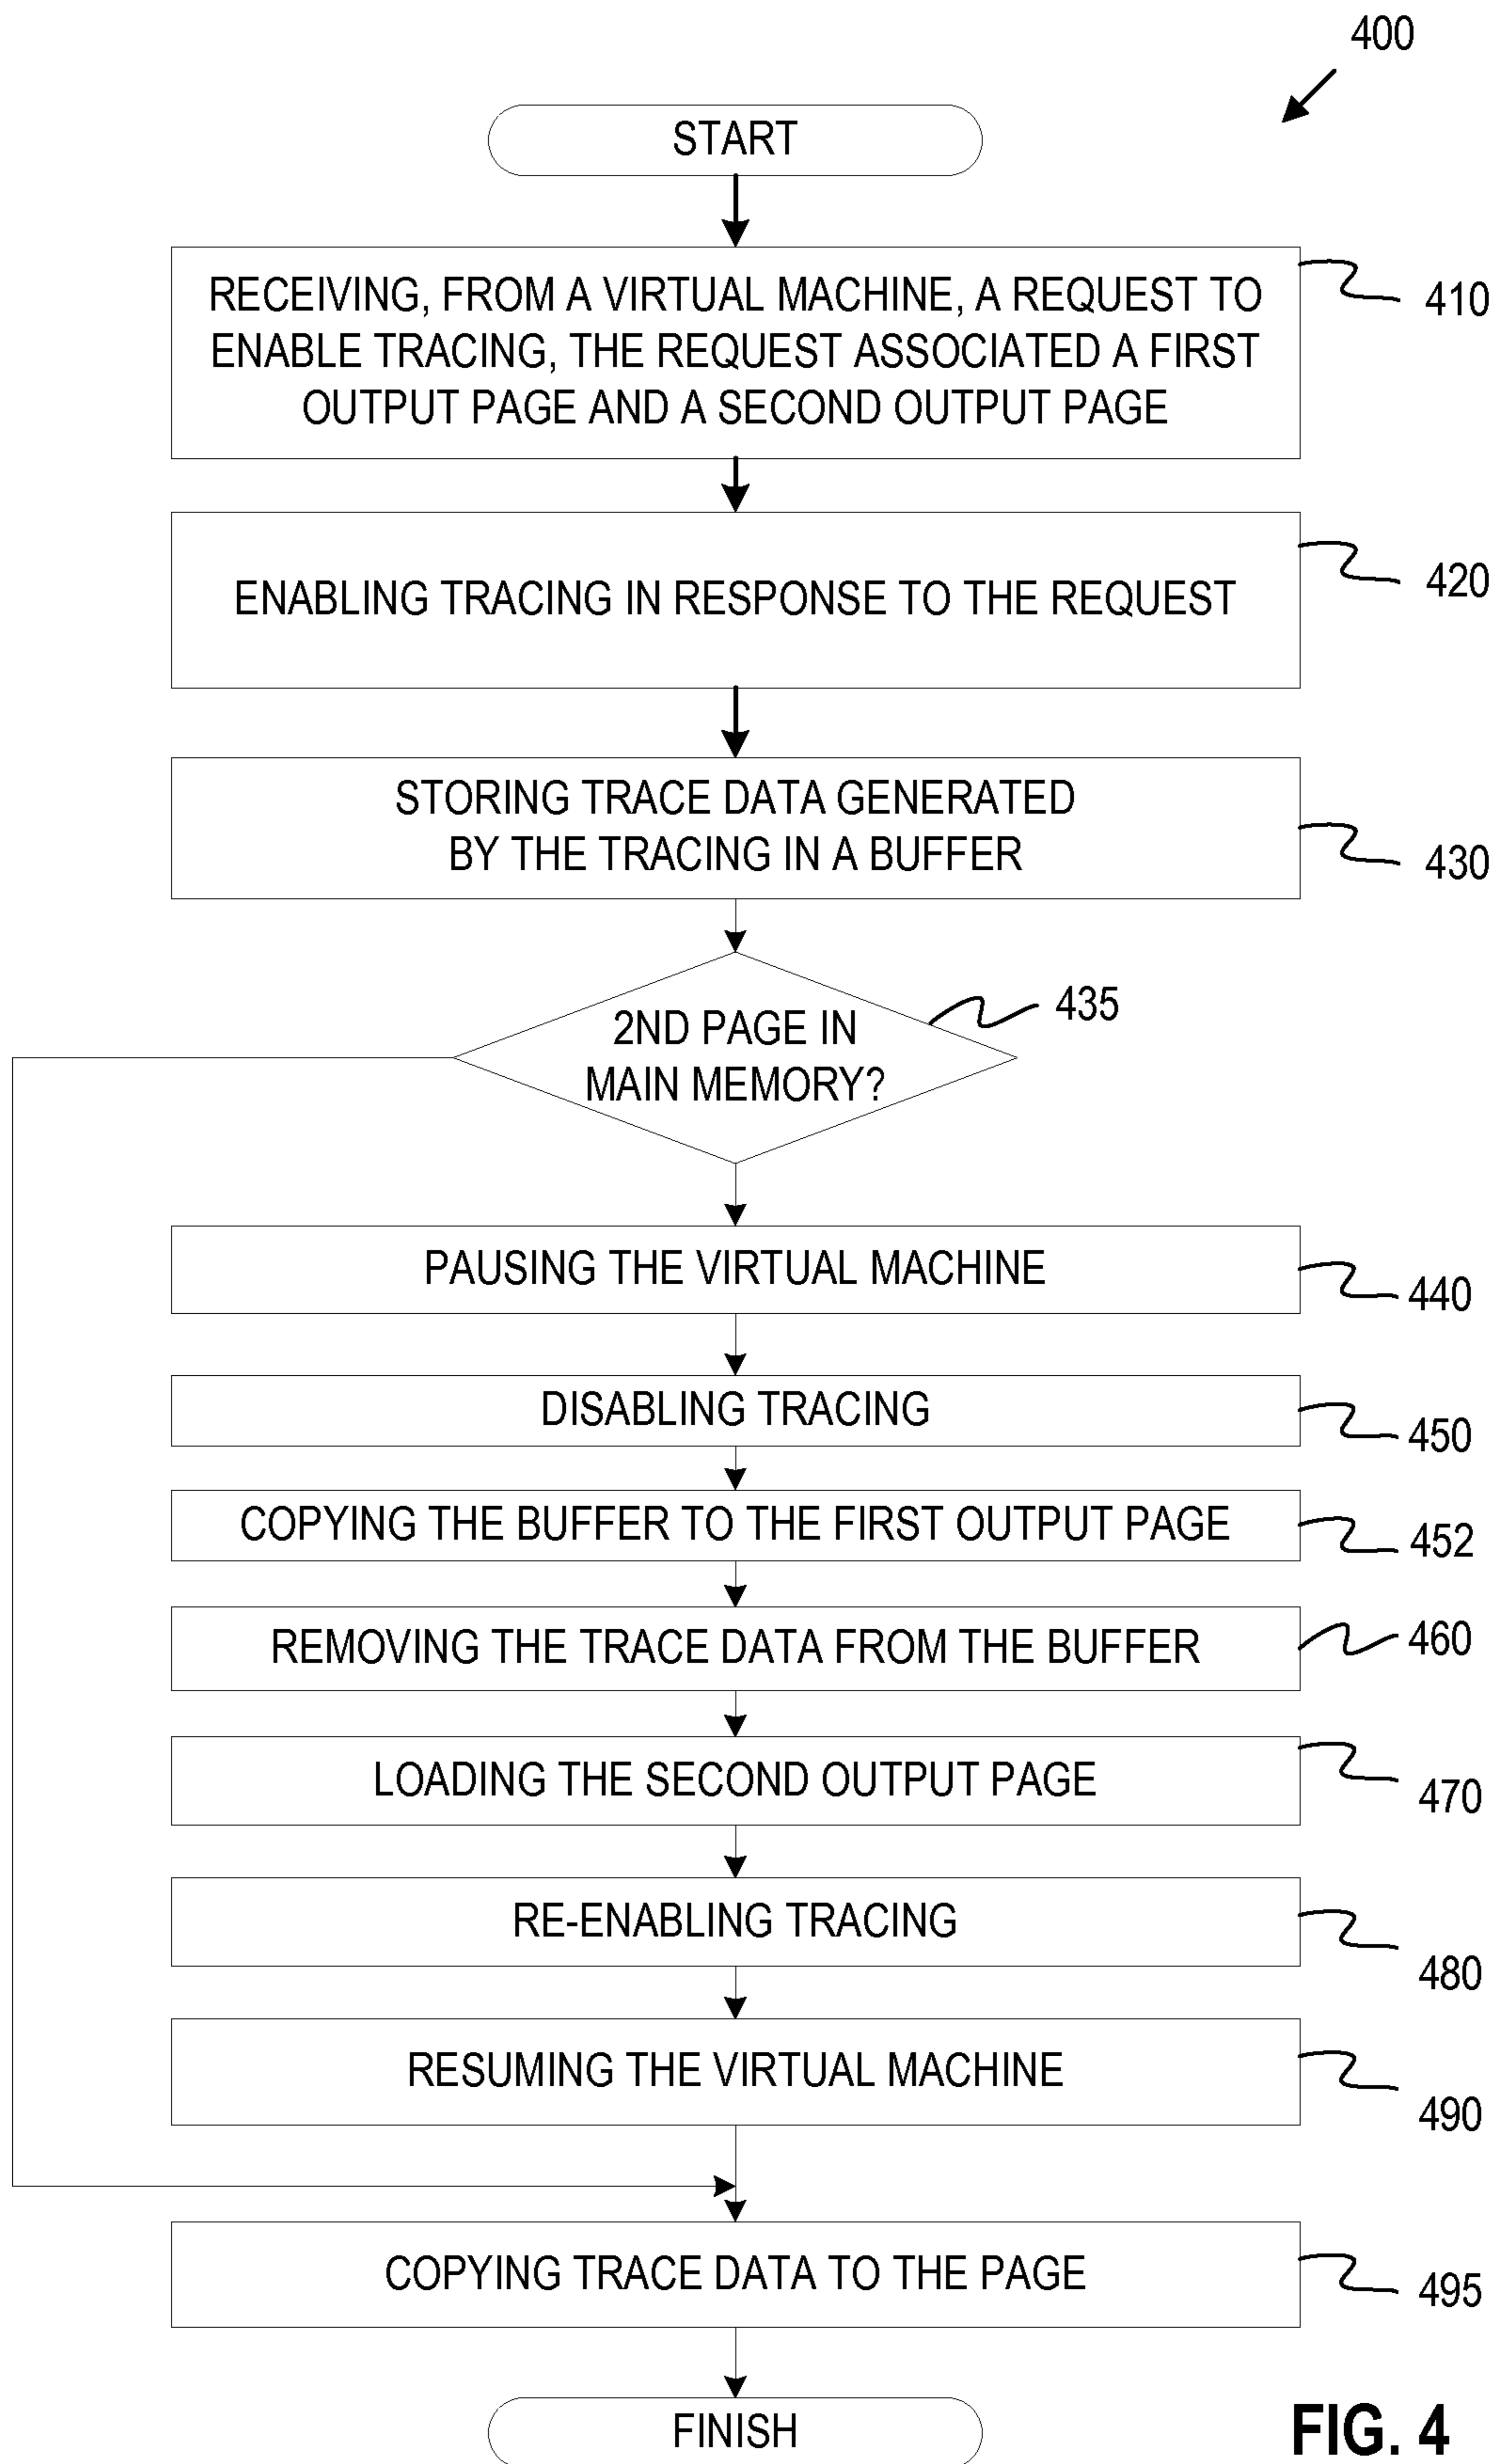 400
START
RECEIVING, FROM A VIRTUAL MACHINE, A REQUEST TO
ENABLE TRACING, THE REQUEST ASSOCIATED A FIRST
OUTPUT PAGE AND A SECOND OUTPUT PAGE
410
ENABLING TRACING IN RESPONSE TO THE REQUEST
420
STORING TRACE DATA GENERATED
BY THE TRACING IN A BUFFER
430
2ND PAGE IN
MAIN MEMORY?
435
PAUSING THE VIRTUAL MACHINE
440
DISABLING TRACING
450
COPYING THE BUFFER TO THE FIRST OUTPUT PAGE
452
REMOVING THE TRACE DATA FROM THE BUFFER
460
LOADING THE SECOND OUTPUT PAGE
470
RE-ENABLING TRACING
480
RESUMING THE VIRTUAL MACHINE
490
COPYING TRACE DATA TO THE PAGE
495
FINISH
FIG. 4